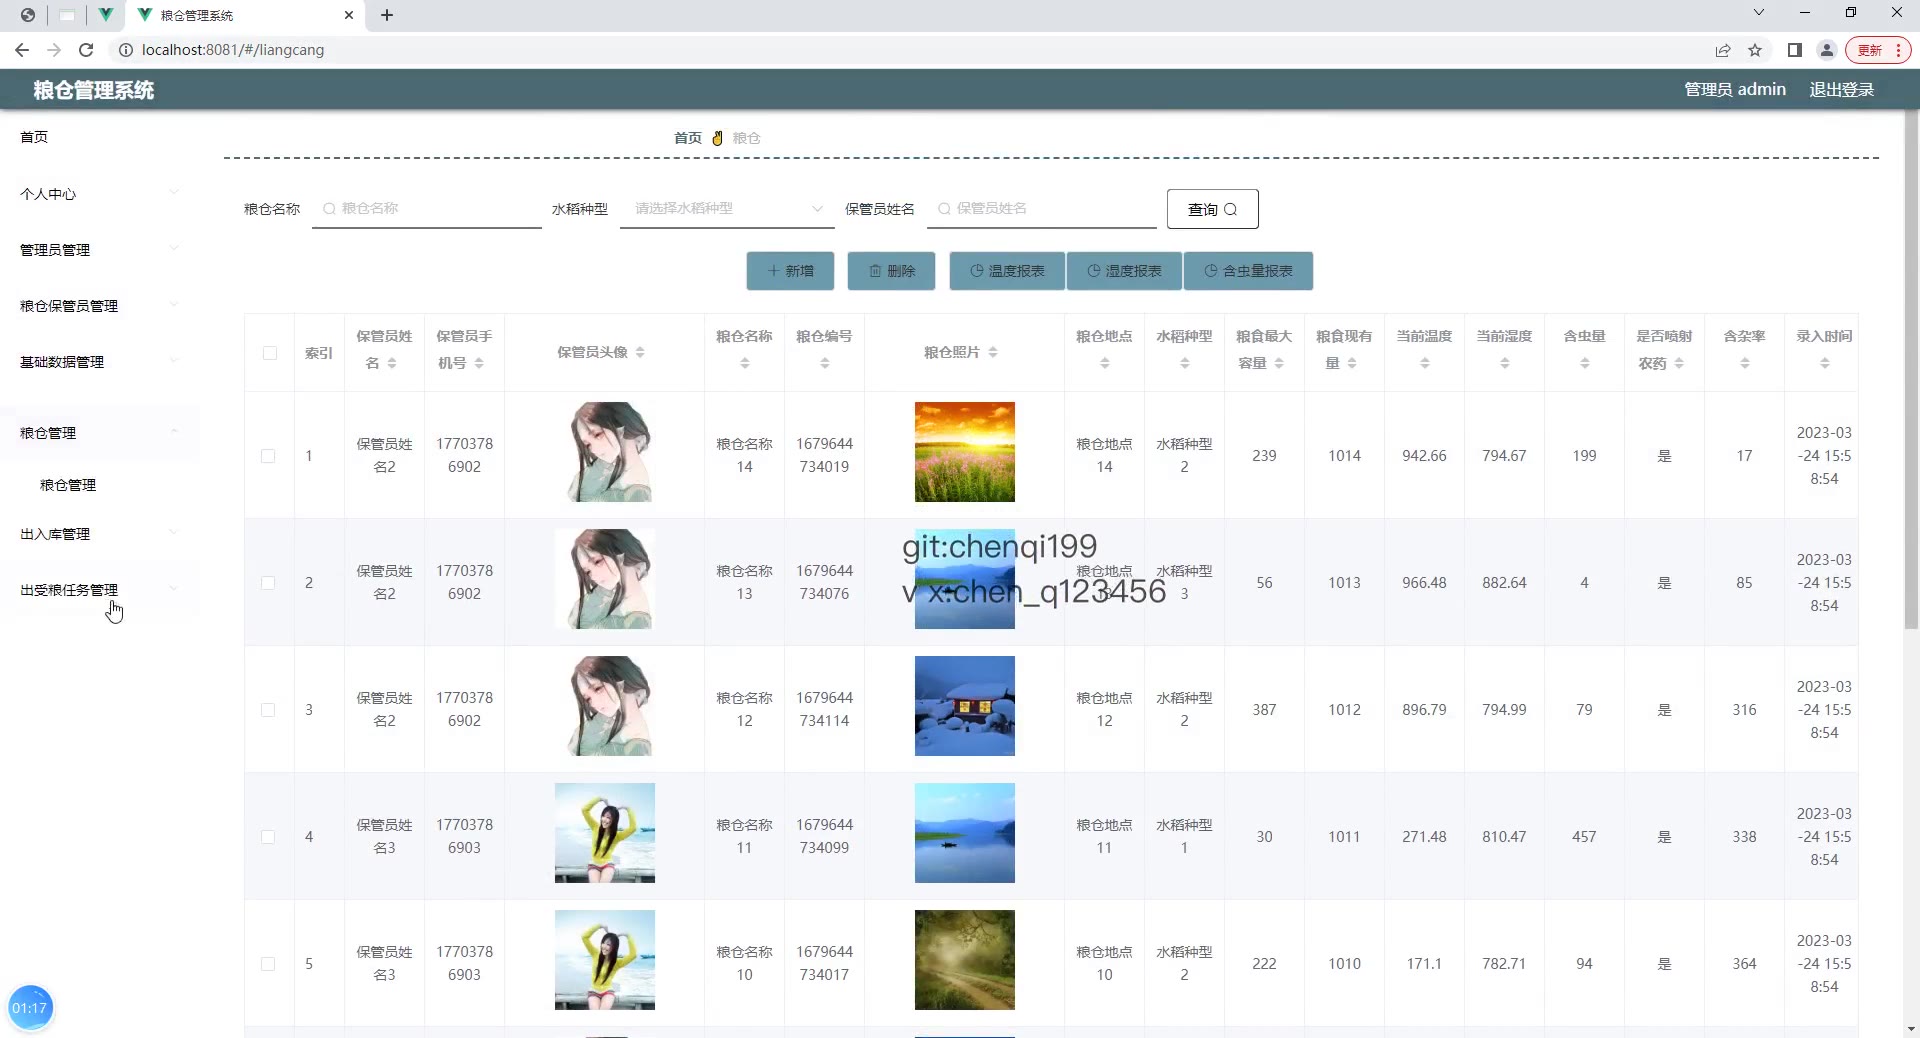 粮仓管理系统
localhost:8081/#/liangcang
更新
粮仓管理系统
管理员 admin
退出登录
首页
个人中心
管理员管理
粮仓保管员管理
基础数据管理
粮仓管理
粮仓管理
出入库管理
出受粮任务管理
首页 ✌ 粮仓
粮仓名称 粮仓名称 水稻种型 请选择水稻种型 保管员姓名 保管员姓名 查询
新增 删除 温度报表 湿度报表 含虫量报表
索引 保管员姓名 保管员手机号 保管员头像 粮仓名称 粮仓编号 粮仓照片 粮仓地点 水稻种型 粮食最大容量 粮食现有量 当前温度 当前湿度 含虫量 是否喷射农药 含杂率 录入时间
1 保管员姓名2 17703786902 粮仓名称14 1679644734019 粮仓地点14 水稻种型2 239 1014 942.66 794.67 199 是 17 2023-03-24 15:58:54
2 保管员姓名2 17703786902 粮仓名称13 1679644734076 粮仓地点13 水稻种型3 56 1013 966.48 882.64 4 是 85 2023-03-24 15:58:54
git:chenqi199
v x:chen_q123456
3 保管员姓名2 17703786902 粮仓名称12 1679644734114 粮仓地点12 水稻种型2 387 1012 896.79 794.99 79 是 316 2023-03-24 15:58:54
4 保管员姓名3 17703786903 粮仓名称11 1679644734099 粮仓地点11 水稻种型1 30 1011 271.48 810.47 457 是 338 2023-03-24 15:58:54
5 保管员姓名3 17703786903 粮仓名称10 1679644734017 粮仓地点10 水稻种型2 222 1010 171.1 782.71 94 是 364 2023-03-24 15:58:54
01:17